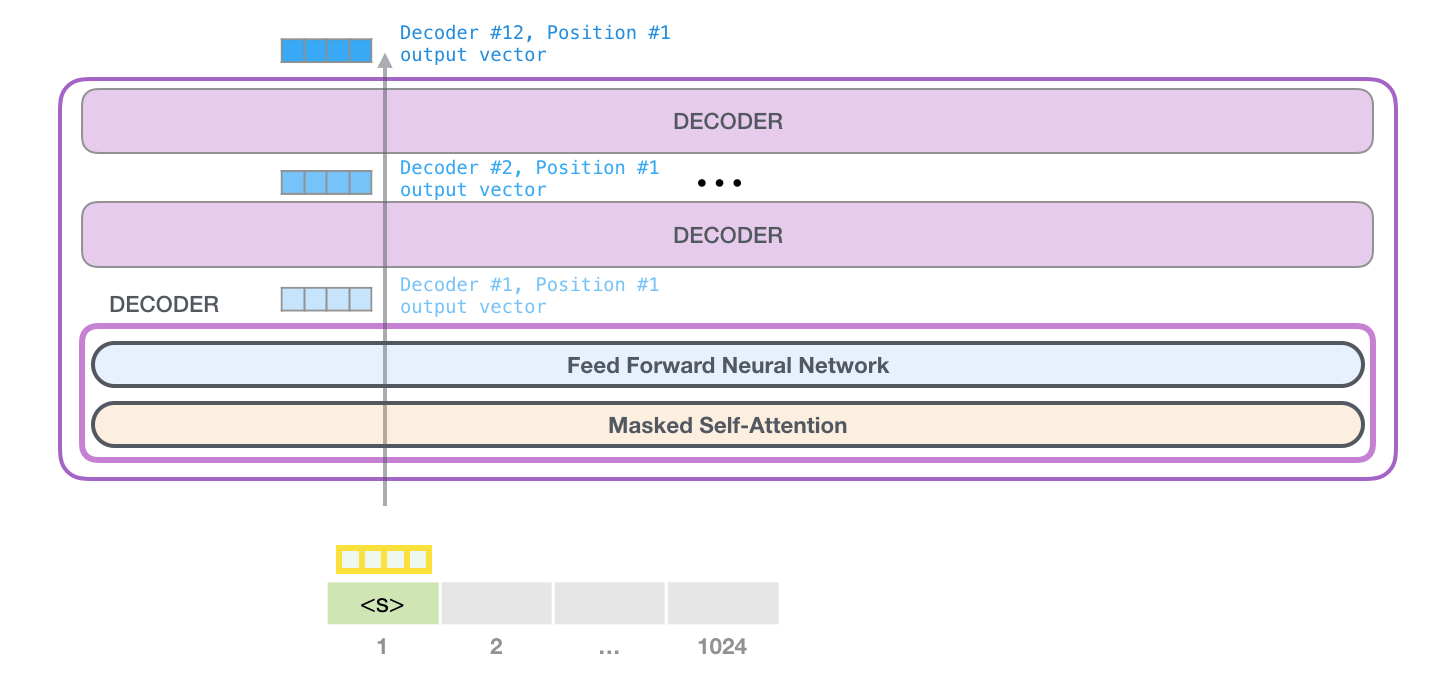 Decoder #12, Position #1
output vector
DECODER
Decoder #2, Position #1
output vector
...
DECODER
Decoder #1, Position #1
output vector
DECODER
Feed Forward Neural Network
Masked Self-Attention
<s>
1 2 ... 1024